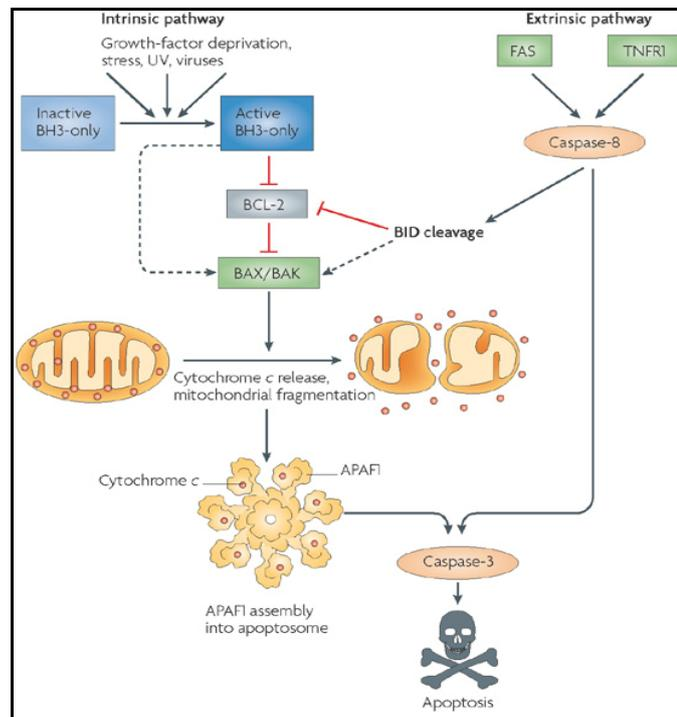 Intrinsic pathway
Extrinsic pathway
Growth-factor deprivation,
stress, UV, viruses
FAS
TNFR1
Inactive
BH3-only
Active
BH3-only
Caspase-8
BCL-2
BID cleavage
BAX/BAK
Cytochrome c release,
mitochondrial fragmentation
Cytochrome c
APAF1
Caspase-3
APAF1 assembly
into apoptosome
Apoptosis